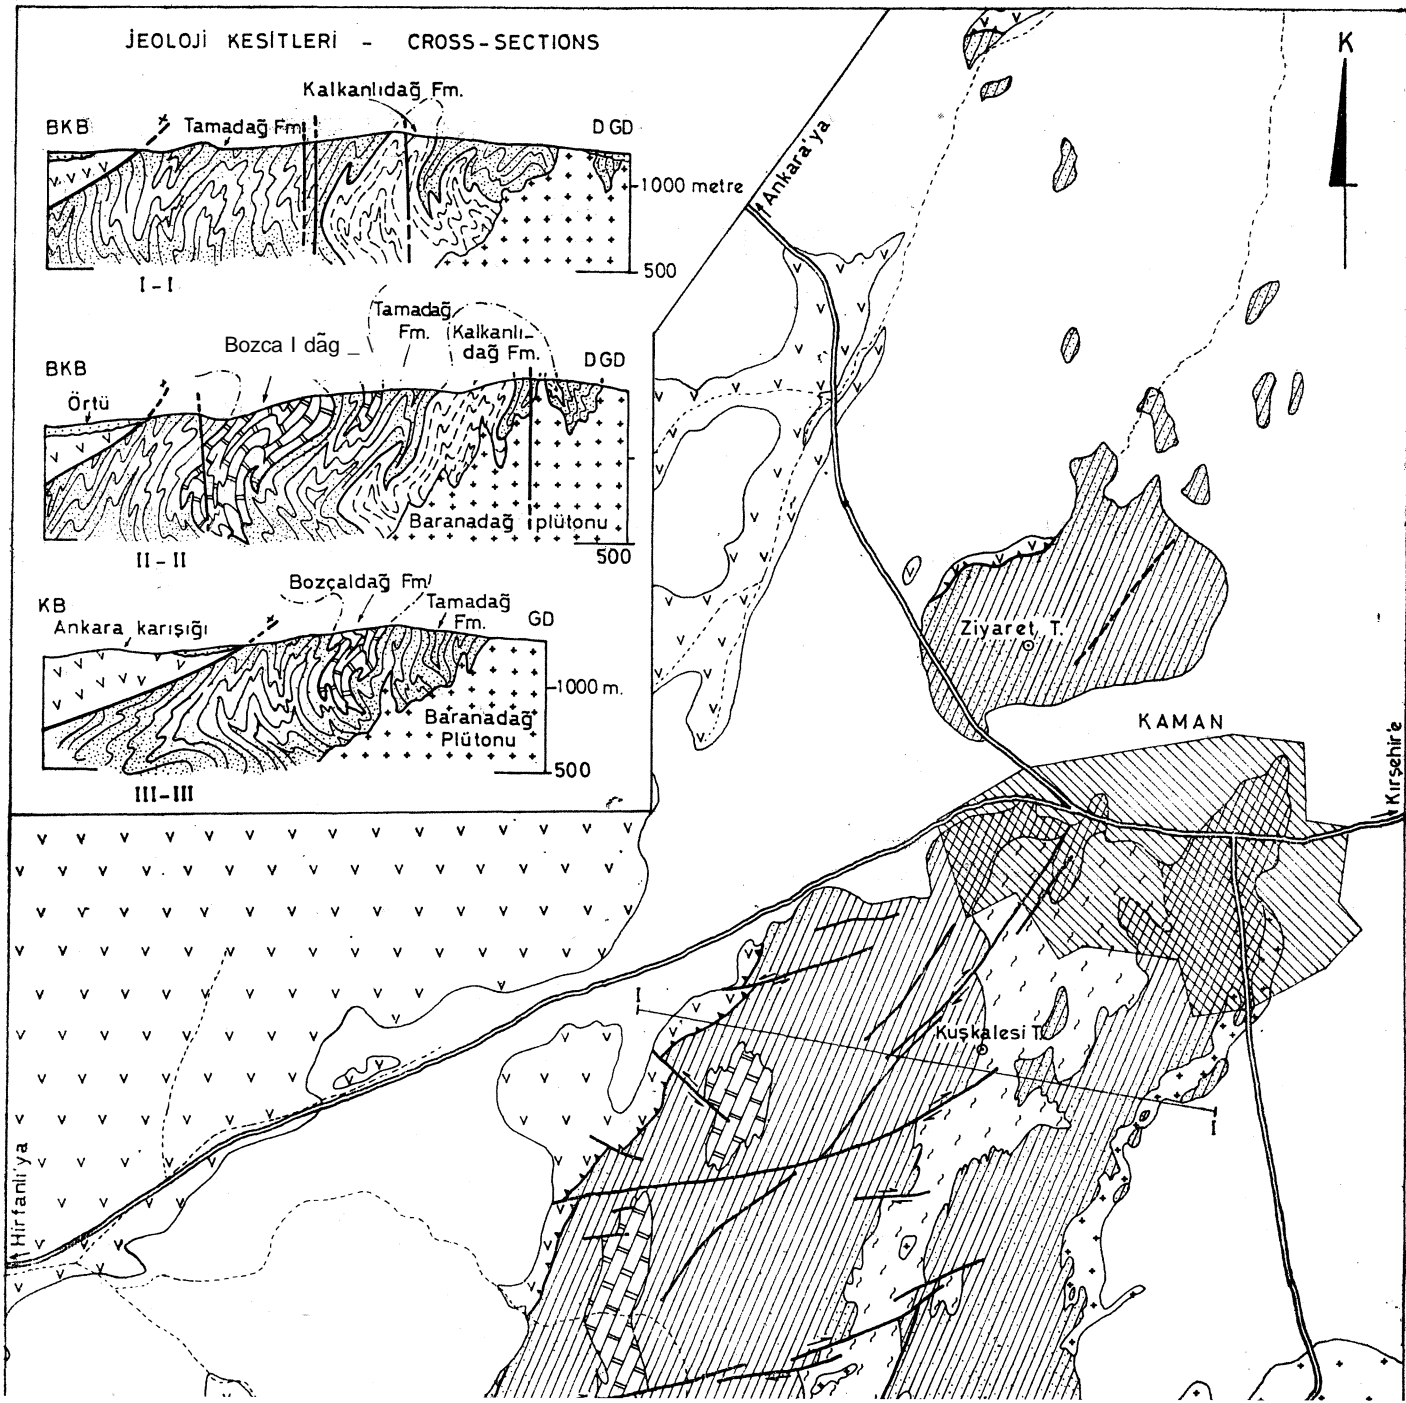 JEOLOJİ KESİTLERİ - CROSS-SECTIONS
Kalkanlıdağ Fm.
BKB
Tamadağ Fm
DGD
1000 metre
500
I-I
Tamadağ
Fm.
Kalkanlı-
dağ Fm.
Bozca l dãg
BKB
DGD
Örtü
Baranadağ plütonu
500
II-II
Bozçaldağ Fm.
KB
Tamadağ
Fm.
GD
Ankara karışığı
1000 m.
Baranadağ
Plütonu
500
III-III
K
Ankara'ya
Ziyaret T.
KAMAN
Kırşehir'e
I
Kuşkalesi T.
I
Hirfanlı'ya